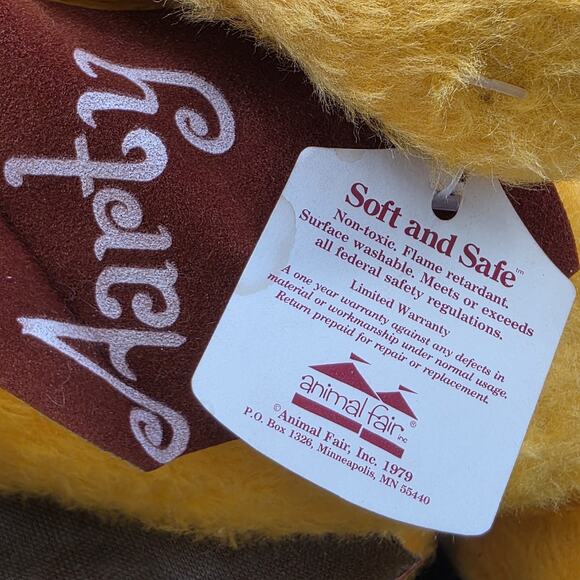 Aarty
Soft and Safe™
Non-toxic. Flame retardant.
Surface washable. Meets or exceeds
all federal safety regulations.
Limited Warranty
A one year warranty against any defects in
material or workmanship under normal usage.
Return prepaid for repair or replacement.
animal fair inc ®
©Animal Fair, Inc. 1979
P.O. Box 1326, Minneapolis, MN 55440